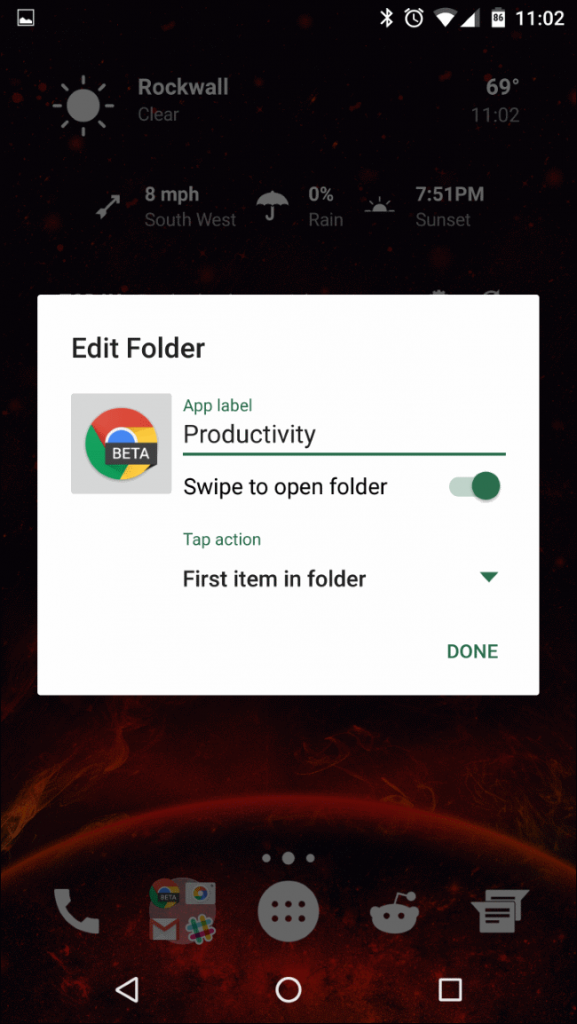 86 11:02
Rockwall 69°
Clear 11:02
8 mph 0% 7:51PM
South West Rain Sunset
Edit Folder
App label
BETA Productivity
Swipe to open folder
Tap action
First item in folder
DONE
BETA